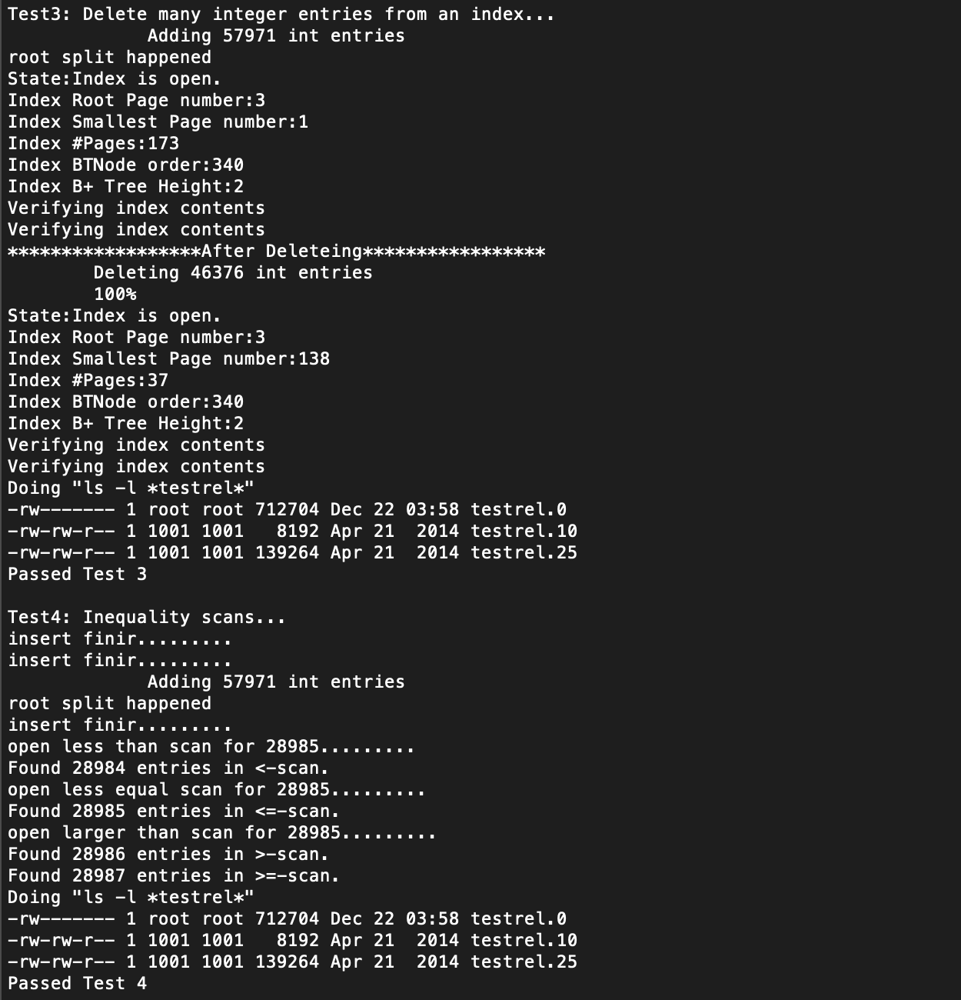 Test3: Delete many integer entries from an index...
             Adding 57971 int entries
root split happened
State:Index is open.
Index Root Page number:3
Index Smallest Page number:1
Index #Pages:173
Index BTNode order:340
Index B+ Tree Height:2
Verifying index contents
Verifying index contents
******************After Deleteing*****************
        Deleting 46376 int entries
        100%
State:Index is open.
Index Root Page number:3
Index Smallest Page number:138
Index #Pages:37
Index BTNode order:340
Index B+ Tree Height:2
Verifying index contents
Verifying index contents
Doing "ls -l *testrel*"
-rw------- 1 root root 712704 Dec 22 03:58 testrel.0
-rw-rw-r-- 1 1001 1001   8192 Apr 21  2014 testrel.10
-rw-rw-r-- 1 1001 1001 139264 Apr 21  2014 testrel.25
Passed Test 3

Test4: Inequality scans...
insert finir.........
insert finir.........
             Adding 57971 int entries
root split happened
insert finir.........
open less than scan for 28985.........
Found 28984 entries in <-scan.
open less equal scan for 28985.........
Found 28985 entries in <=-scan.
open larger than scan for 28985.........
Found 28986 entries in >-scan.
Found 28987 entries in >=-scan.
Doing "ls -l *testrel*"
-rw------- 1 root root 712704 Dec 22 03:58 testrel.0
-rw-rw-r-- 1 1001 1001   8192 Apr 21  2014 testrel.10
-rw-rw-r-- 1 1001 1001 139264 Apr 21  2014 testrel.25
Passed Test 4